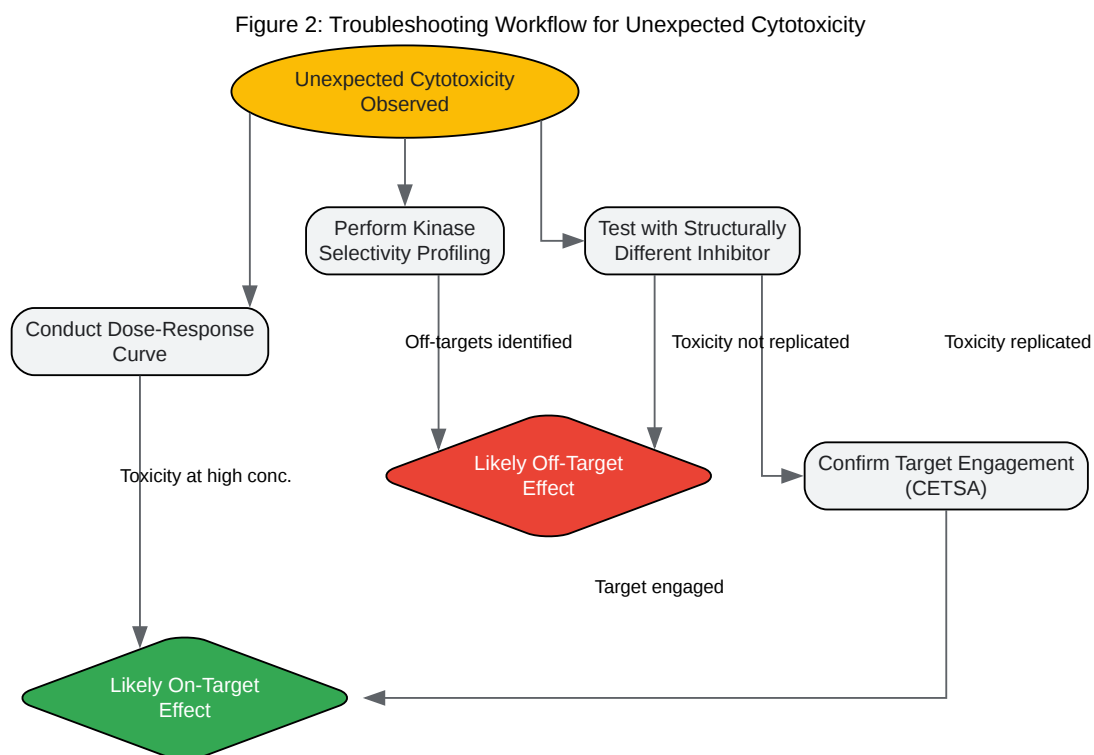 Figure 2: Troubleshooting Workflow for Unexpected Cytotoxicity
Unexpected Cytotoxicity
Observed
Perform Kinase
Selectivity Profiling
Test with Structurally
Different Inhibitor
Conduct Dose-Response
Curve
Off-targets identified
Toxicity not replicated
Toxicity replicated
Toxicity at high conc.
Likely Off-Target
Effect
Confirm Target Engagement
(CETSA)
Target engaged
Likely On-Target
Effect